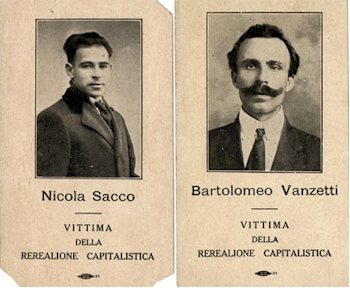 Nicola Sacco
VITTIMA
DELLA
REREALIONE CAPITALISTICA
Bartolomeo Vanzetti
VITTIMA
DELLA
REREALIONE CAPITALISTICA